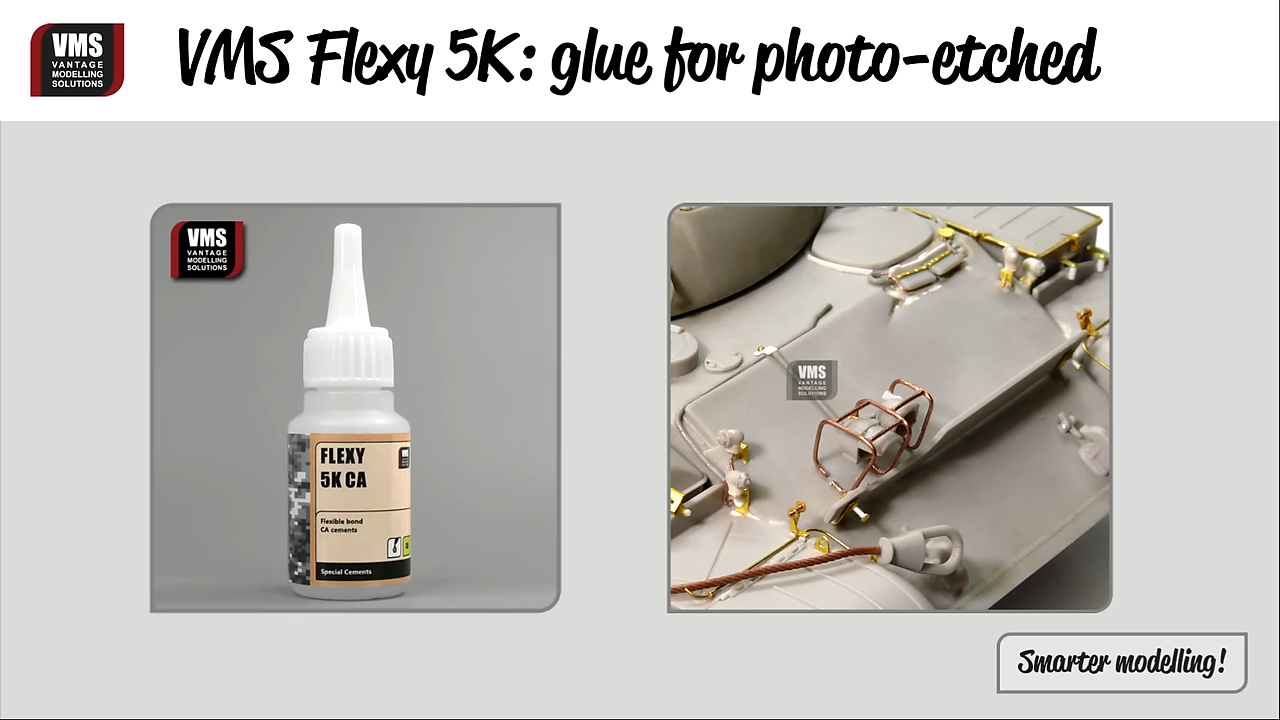 VMS
VANTAGE
MODELLING
SOLUTIONS
VMS Flexy 5K: glue for photo-etched
VMS
VANTAGE
MODELLING
SOLUTIONS
FLEXY
5K CA
Flexible bond
CA cements
Special Cements
VMS
VANTAGE
MODELLING
SOLUTIONS
Smarter modelling!